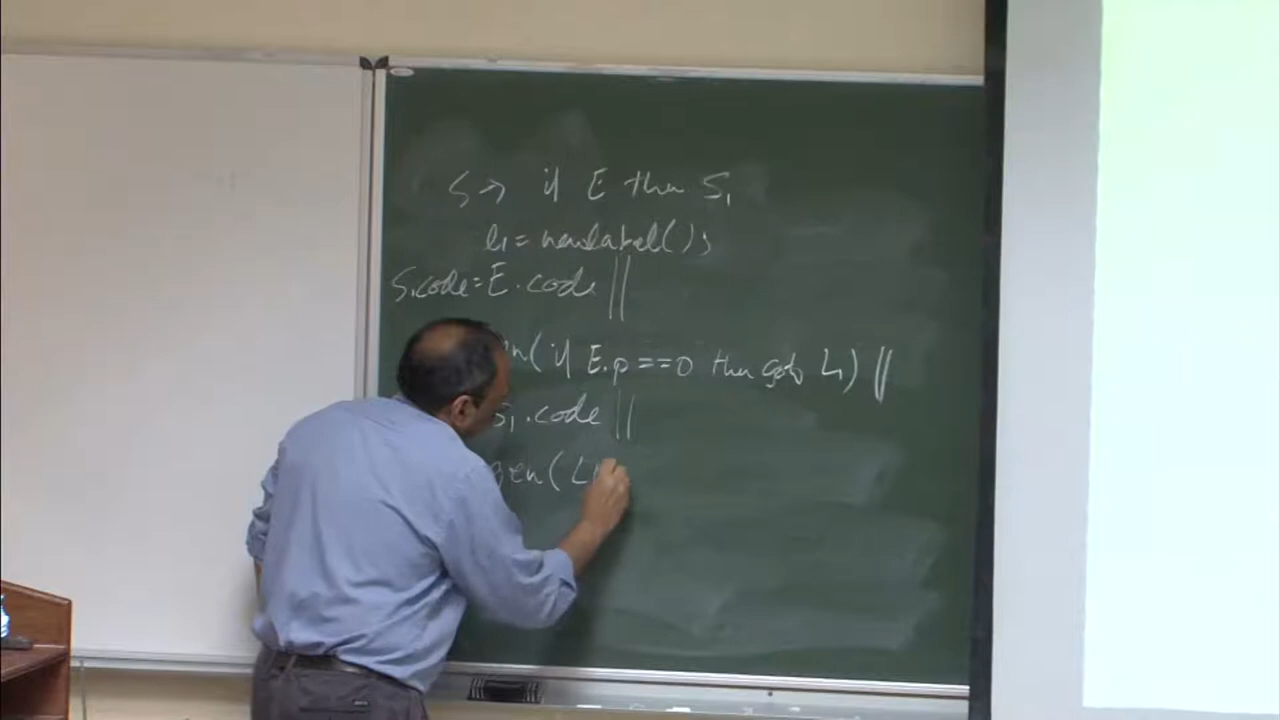 S → if E then S₁
L₁ = newlabel();
S.code = E.code ||
(if E.p == 0 then goto L₁) ||
S₁.code ||
gen(L₁